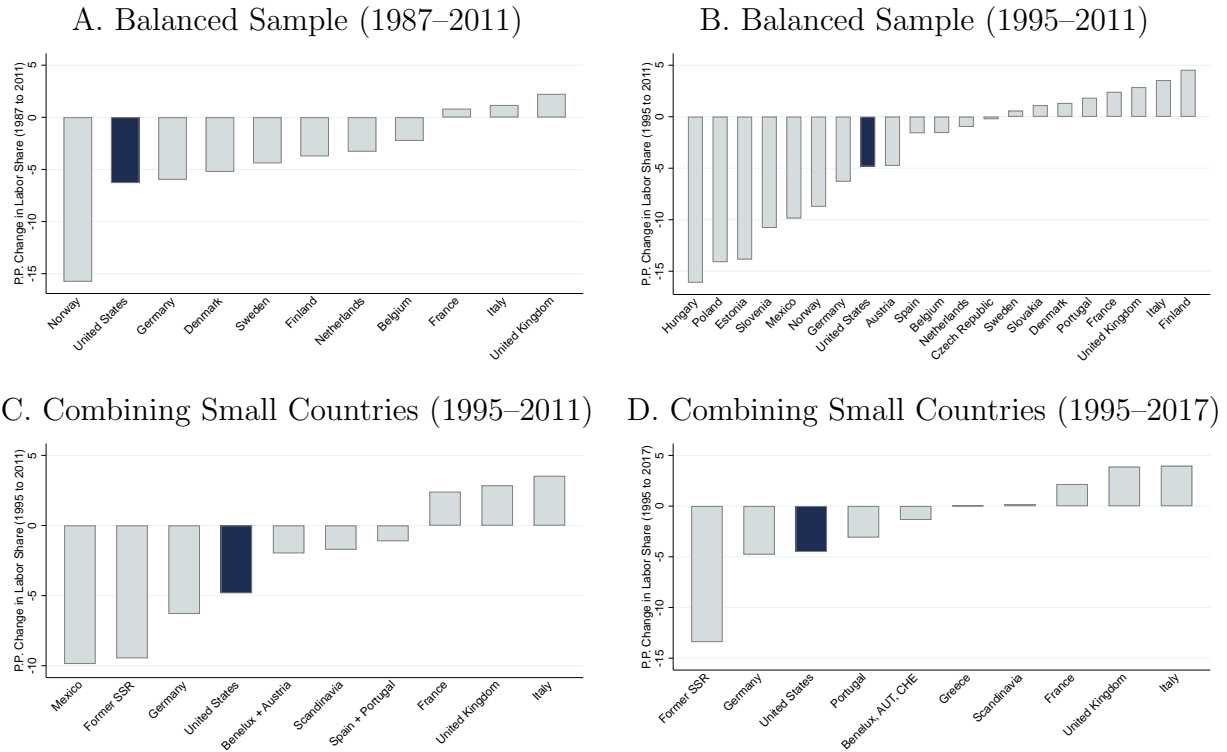 A. Balanced Sample (1987–2011)
P.P. Change in Labor Share (1987 to 2011)
5
0
-5
-10
-15
Norway
United States
Germany
Denmark
Sweden
Finland
Netherlands
Belgium
France
Italy
United Kingdom
B. Balanced Sample (1995–2011)
P.P. Change in Labor Share (1995 to 2011)
5
0
-5
-10
-15
Hungary
Poland
Estonia
Slovenia
Mexico
Norway
Germany
United States
Austria
Spain
Belgium
Netherlands
Czech Republic
Sweden
Slovakia
Denmark
Portugal
France
United Kingdom
Italy
Finland
C. Combining Small Countries (1995–2011)
P.P. Change in Labor Share (1995 to 2011)
5
0
-5
-10
Mexico
Former SSR
Germany
United States
Benelux + Austria
Scandinavia
Spain + Portugal
France
United Kingdom
Italy
D. Combining Small Countries (1995–2017)
P.P. Change in Labor Share (1995 to 2017)
5
0
-5
-10
-15
Former SSR
Germany
United States
Portugal
Benelux, AUT, CHE
Greece
Scandinavia
France
United Kingdom
Italy